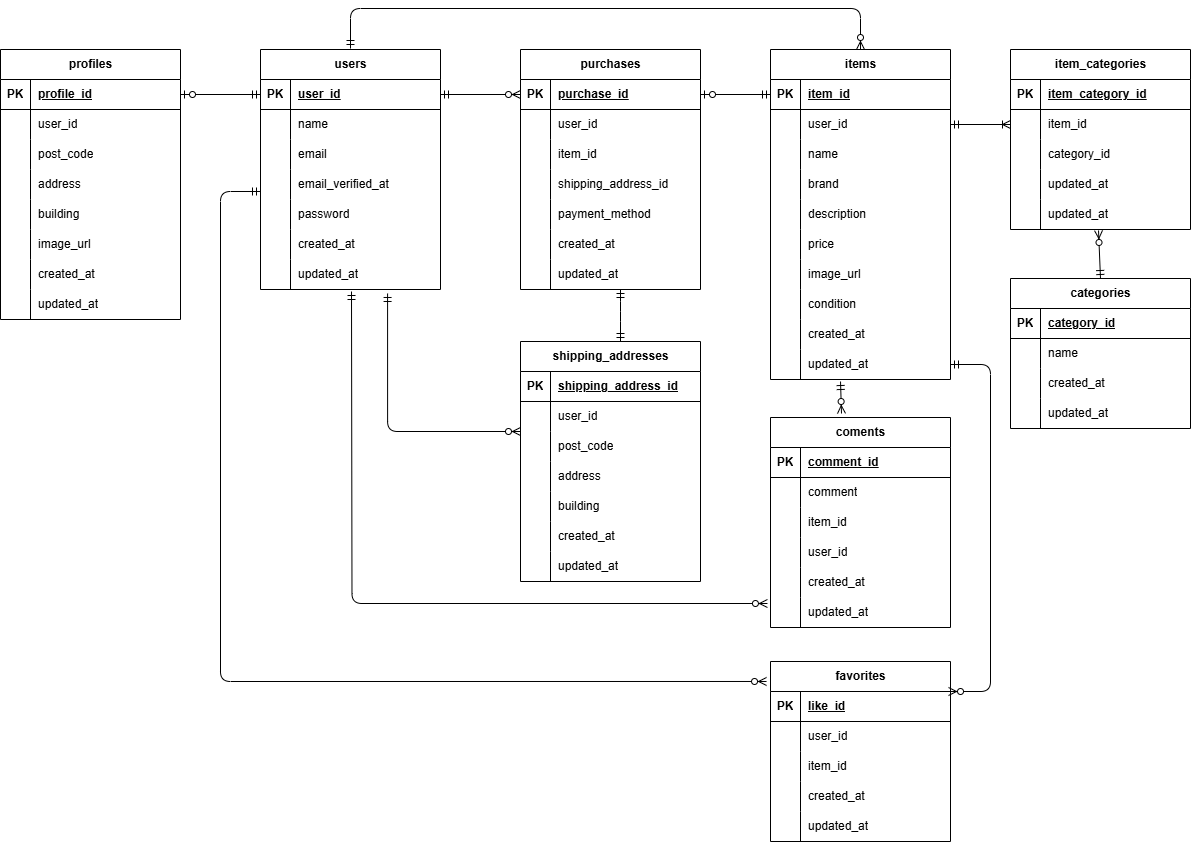 profiles
PK profile_id
user_id
post_code
address
building
image_url
created_at
updated_at
users
PK user_id
name
email
email_verified_at
password
created_at
updated_at
purchases
PK purchase_id
user_id
item_id
shipping_address_id
payment_method
created_at
updated_at
shipping_addresses
PK shipping_address_id
user_id
post_code
address
building
created_at
updated_at
items
PK item_id
user_id
name
brand
description
price
image_url
condition
created_at
updated_at
coments
PK comment_id
comment
item_id
user_id
created_at
updated_at
favorites
PK like_id
user_id
item_id
created_at
updated_at
item_categories
PK item_category_id
item_id
category_id
updated_at
updated_at
categories
PK category_id
name
created_at
updated_at